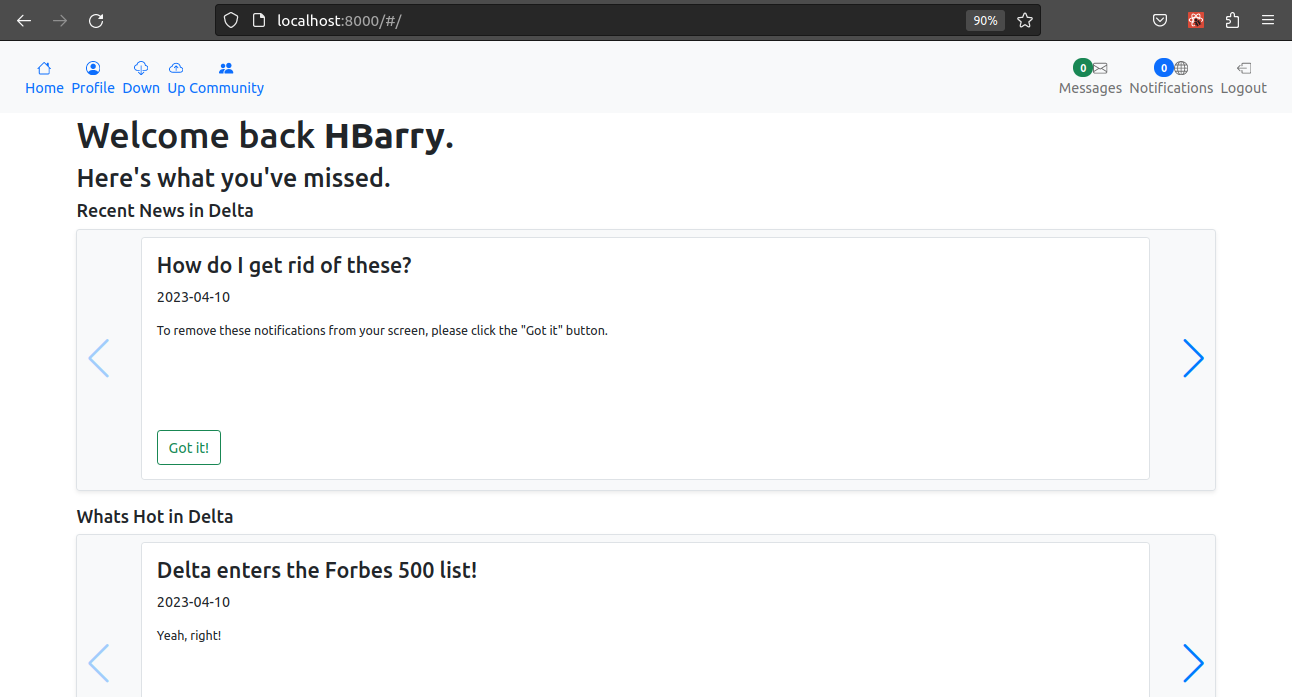 localhost:8000/#/ 90%
0 0
Home Profile Down Up Community Messages Notifications Logout
Welcome back HBarry.
Here's what you've missed.
Recent News in Delta
How do I get rid of these?
2023-04-10
To remove these notifications from your screen, please click the "Got it" button.
Got it!
Whats Hot in Delta
Delta enters the Forbes 500 list!
2023-04-10
Yeah, right!